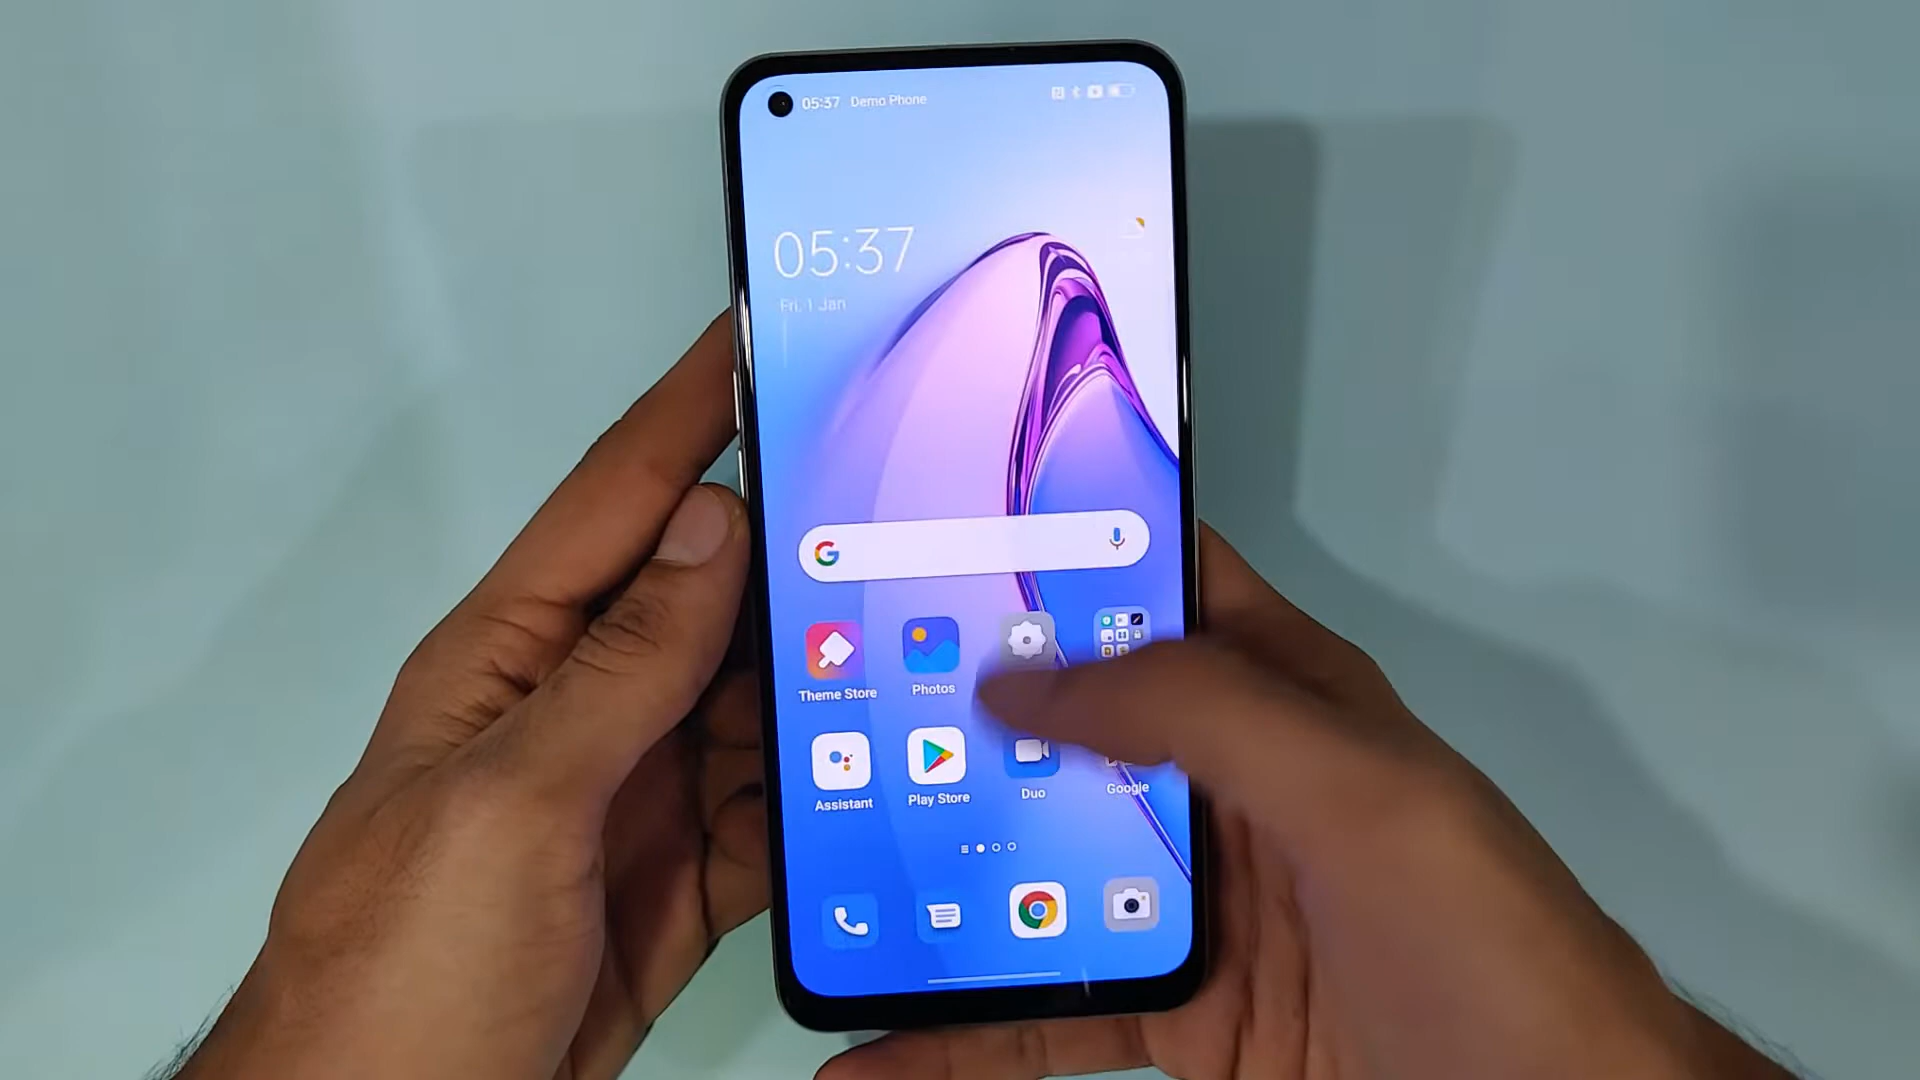 05:37 Demo Phone
05:37
Fri, 1 Jan
G
Theme Store Photos
Assistant Play Store Duo Google